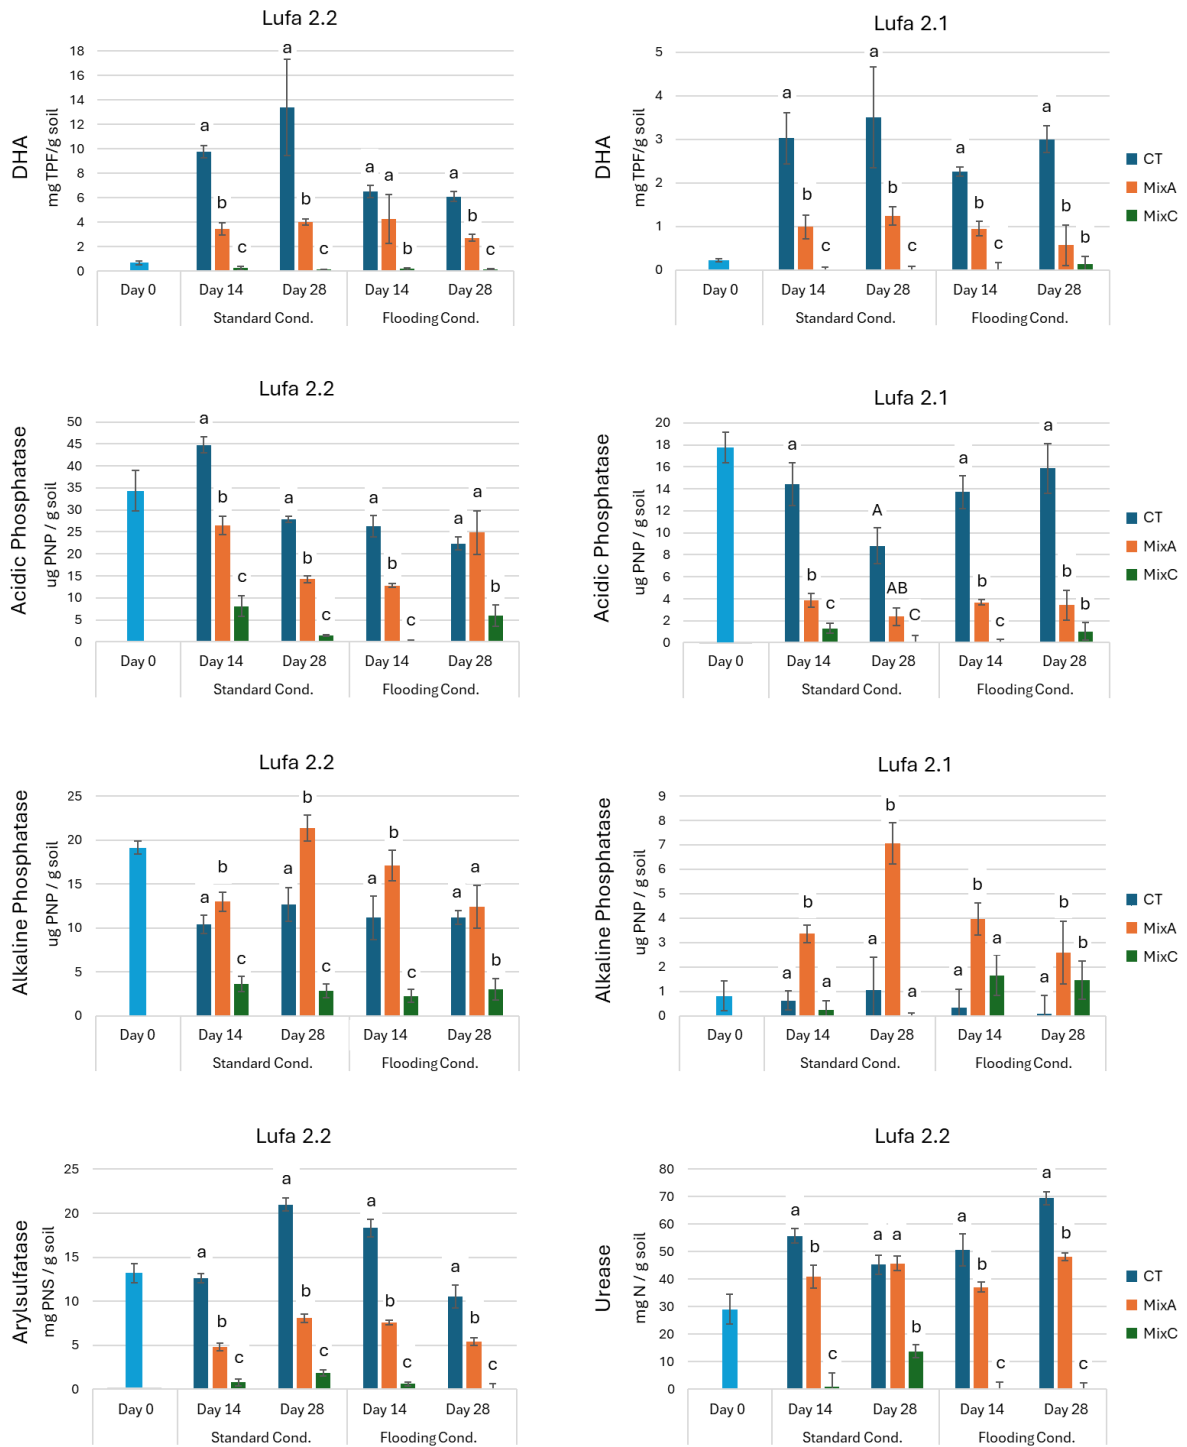 Lufa 2.2
DHA
mg TPF/g soil
18
16
14
12
10
8
6
4
2
0
a b c
a b c
a a b
a b c
Day 0 Day 14 Day 28 Day 14 Day 28
Standard Cond. Flooding Cond.
Lufa 2.1
DHA
mg TPF/g soil
5
4
3
2
1
0
a b c
a b c
a b c
a b b
Day 0 Day 14 Day 28 Day 14 Day 28
Standard Cond. Flooding Cond.
CT
MixA
MixC
Lufa 2.2
Acidic Phosphatase
ug PNP / g soil
50
45
40
35
30
25
20
15
10
5
0
a b c
a b c
a b c
a a b
Day 0 Day 14 Day 28 Day 14 Day 28
Standard Cond. Flooding Cond.
Lufa 2.1
Acidic Phosphatase
ug PNP / g soil
20
18
16
14
12
10
8
6
4
2
0
a b c
A AB C
a b c
a b b
Day 0 Day 14 Day 28 Day 14 Day 28
Standard Cond. Flooding Cond.
CT
MixA
MixC
Lufa 2.2
Alkaline Phosphatase
ug PNP / g soil
25
20
15
10
5
0
a b c
a b c
a b c
a a b
Day 0 Day 14 Day 28 Day 14 Day 28
Standard Cond. Flooding Cond.
Lufa 2.1
Alkaline Phosphatase
ug PNP / g soil
9
8
7
6
5
4
3
2
1
0
a b a
a b a
a b a
a b b
Day 0 Day 14 Day 28 Day 14 Day 28
Standard Cond. Flooding Cond.
CT
MixA
MixC
Lufa 2.2
Arylsulfatase
mg PNS / g soil
25
20
15
10
5
0
a b c
a b c
a b c
a b c
Day 0 Day 14 Day 28 Day 14 Day 28
Standard Cond. Flooding Cond.
Lufa 2.2
Urease
mg N / g soil
80
70
60
50
40
30
20
10
0
a b c
a a b
a b c
a b c
Day 0 Day 14 Day 28 Day 14 Day 28
Standard Cond. Flooding Cond.
CT
MixA
MixC